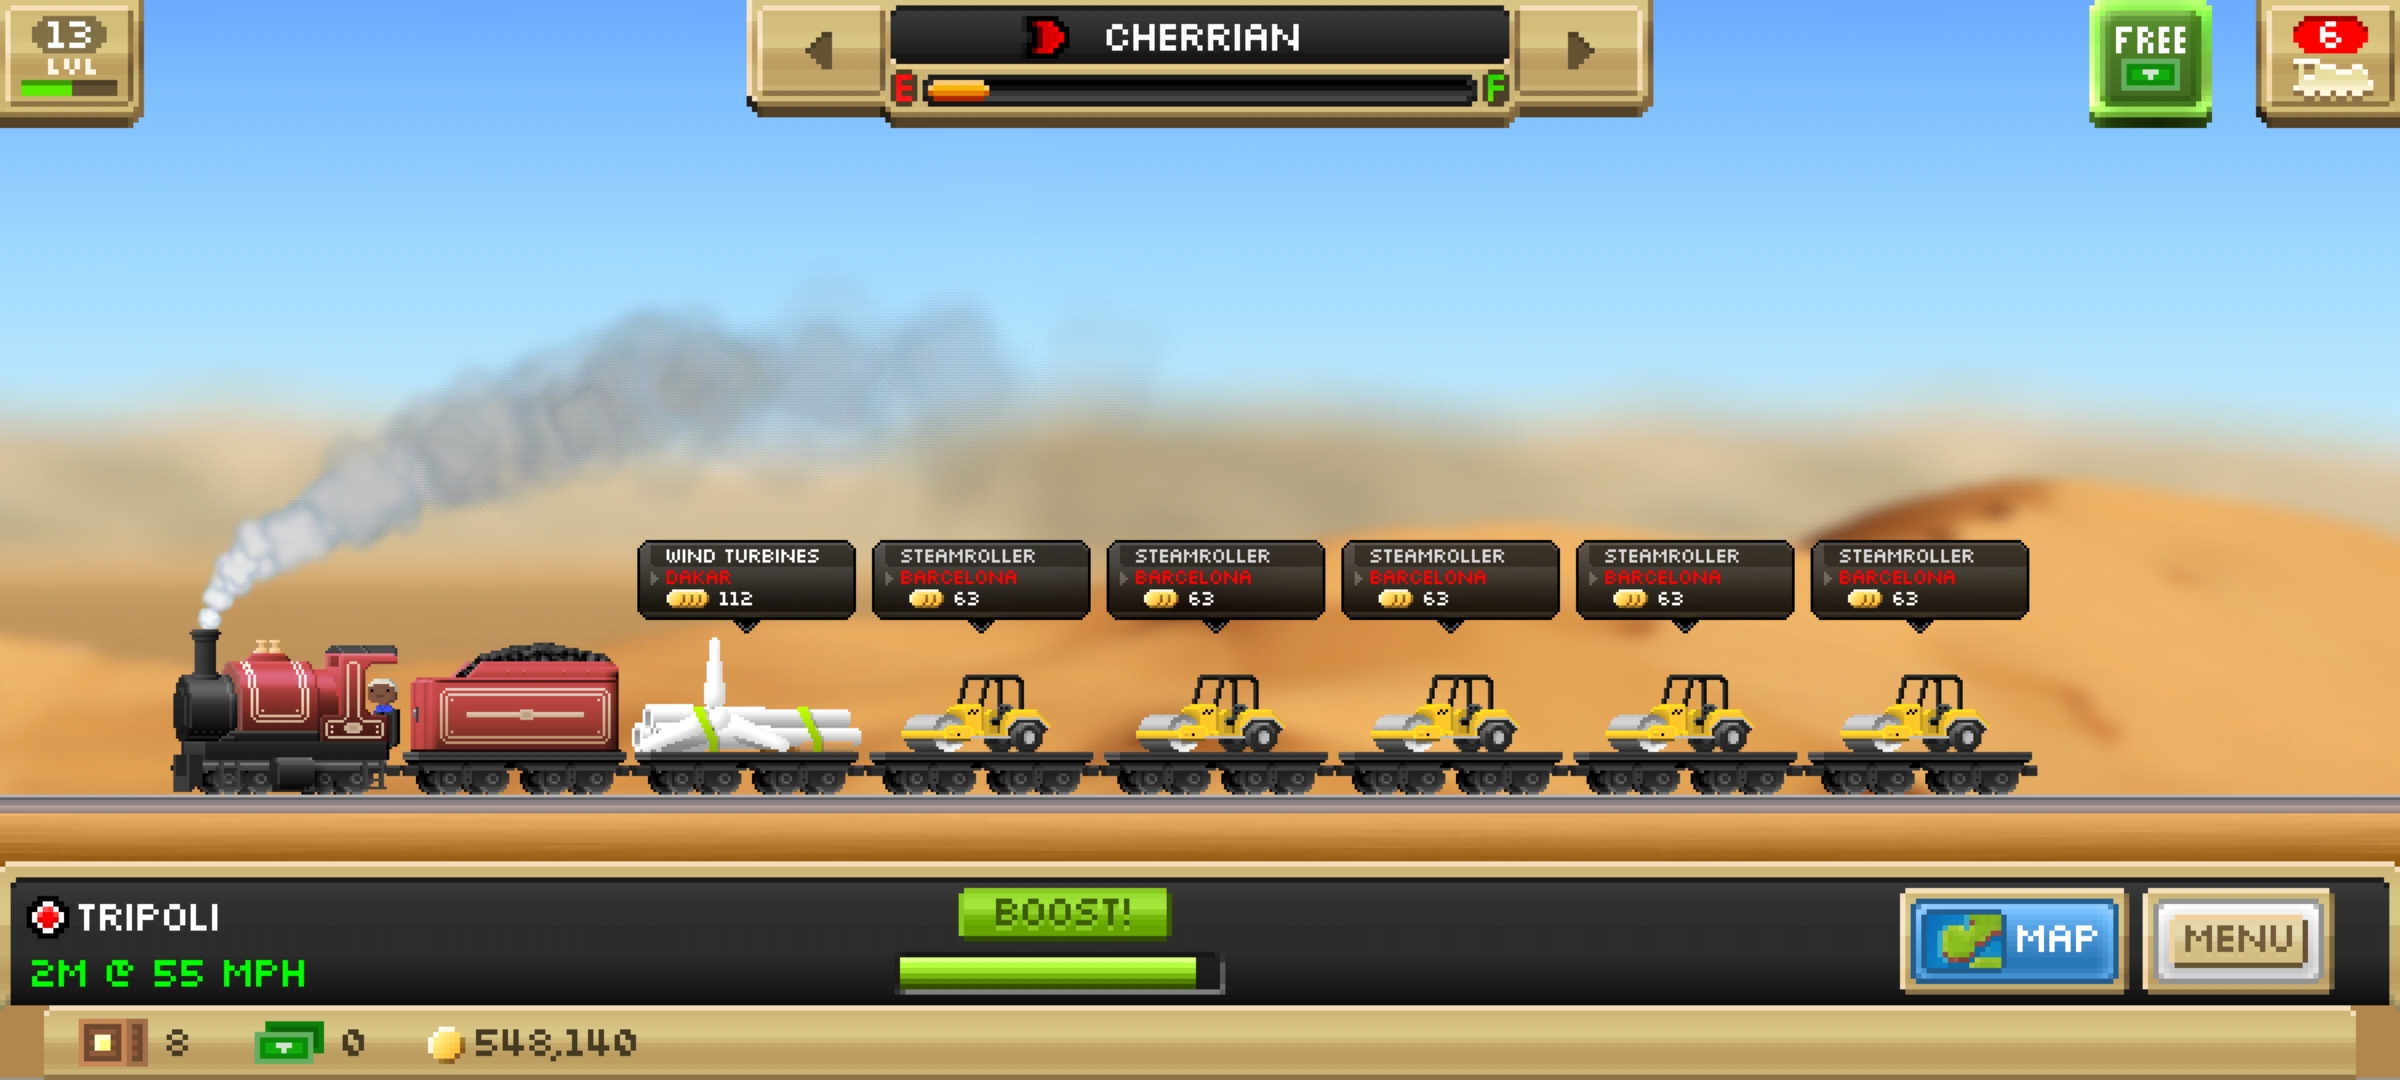 13
LVL
CHERRIAN
E F
FREE
6
WIND TURBINES
DAKAR
112
STEAMROLLER
BARCELONA
63
STEAMROLLER
BARCELONA
63
STEAMROLLER
BARCELONA
63
STEAMROLLER
BARCELONA
63
STEAMROLLER
BARCELONA
63
TRIPOLI
2M @ 55 MPH
BOOST!
MAP
MENU
8
0
548,140